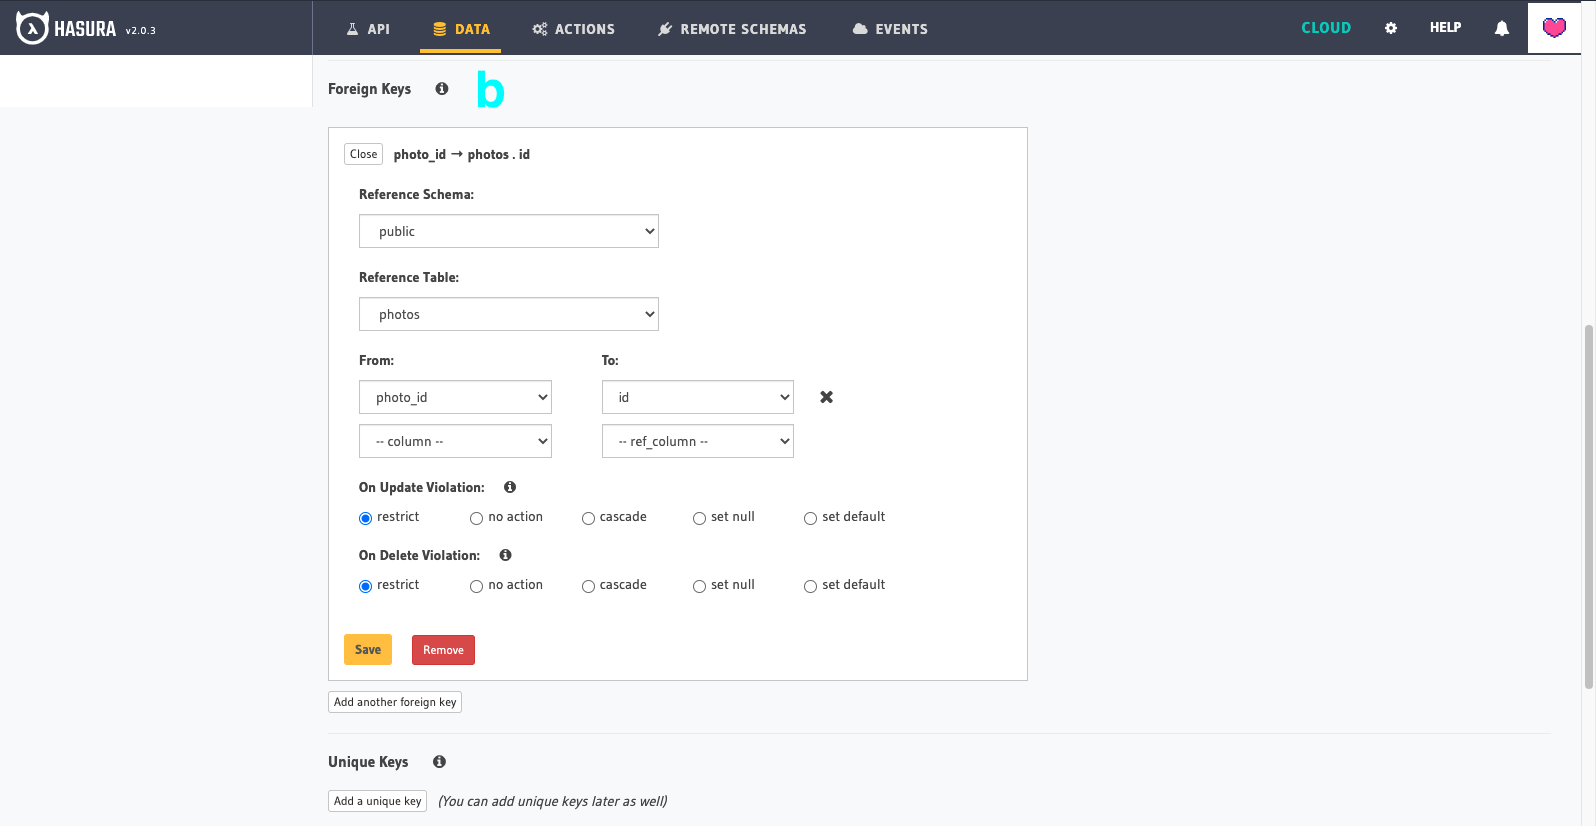 HASURA v2.0.3 API DATA ACTIONS REMOTE SCHEMAS EVENTS CLOUD HELP
Foreign Keys b
Close photo_id → photos . id
Reference Schema:
public
Reference Table:
photos
From: To:
photo_id id
-- column -- -- ref_column --
On Update Violation:
restrict no action cascade set null set default
On Delete Violation:
restrict no action cascade set null set default
Save Remove
Add another foreign key
Unique Keys
Add a unique key (You can add unique keys later as well)